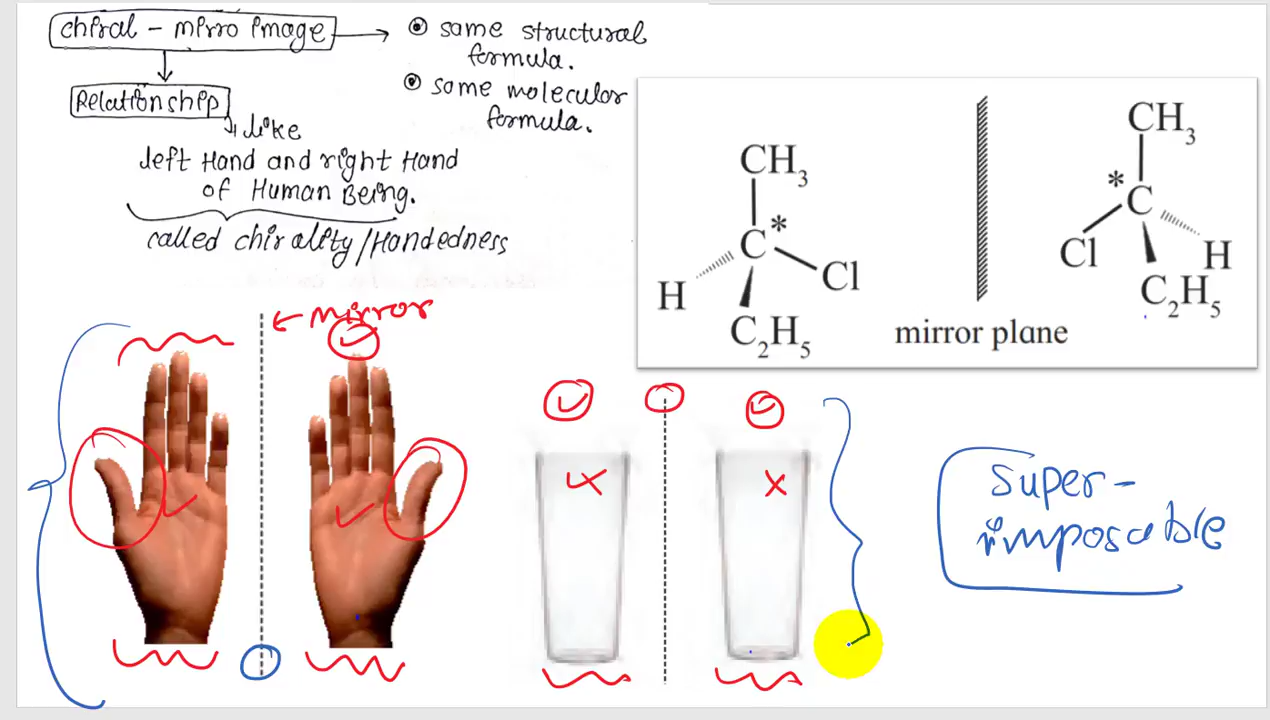 chiral - mirro image
same structural
formula.
same molecular
formula.
Relationship
like
left Hand and right Hand
of Human Being.
called chirality/Handedness
mirror
CH3
*
C
H
Cl
C2H5
CH3
*
C
Cl
H
C2H5
mirror plane
super-
imposable